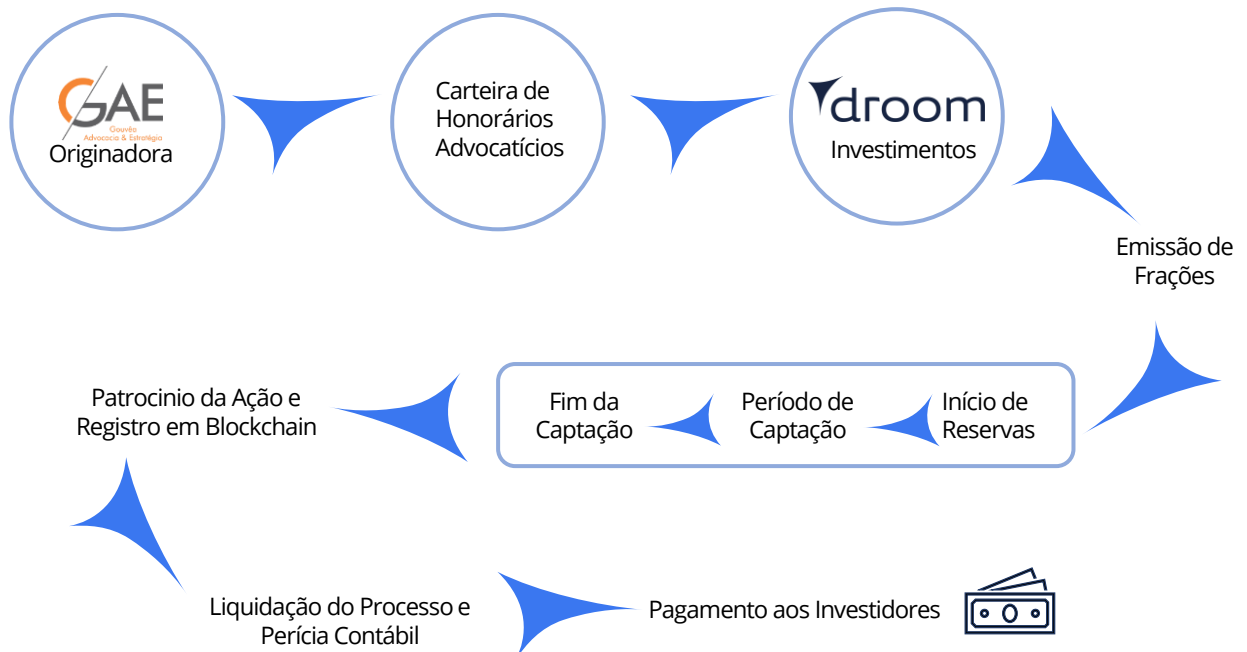 GAE
Gouvêa
Advocacia & Estratégia
Originadora
Carteira de
Honorários
Advocatícios
droom
Investimentos
Emissão de
Frações
Início de
Reservas
Período de
Captação
Fim da
Captação
Patrocinio da Ação e
Registro em Blockchain
Liquidação do Processo e
Perícia Contábil
Pagamento aos Investidores